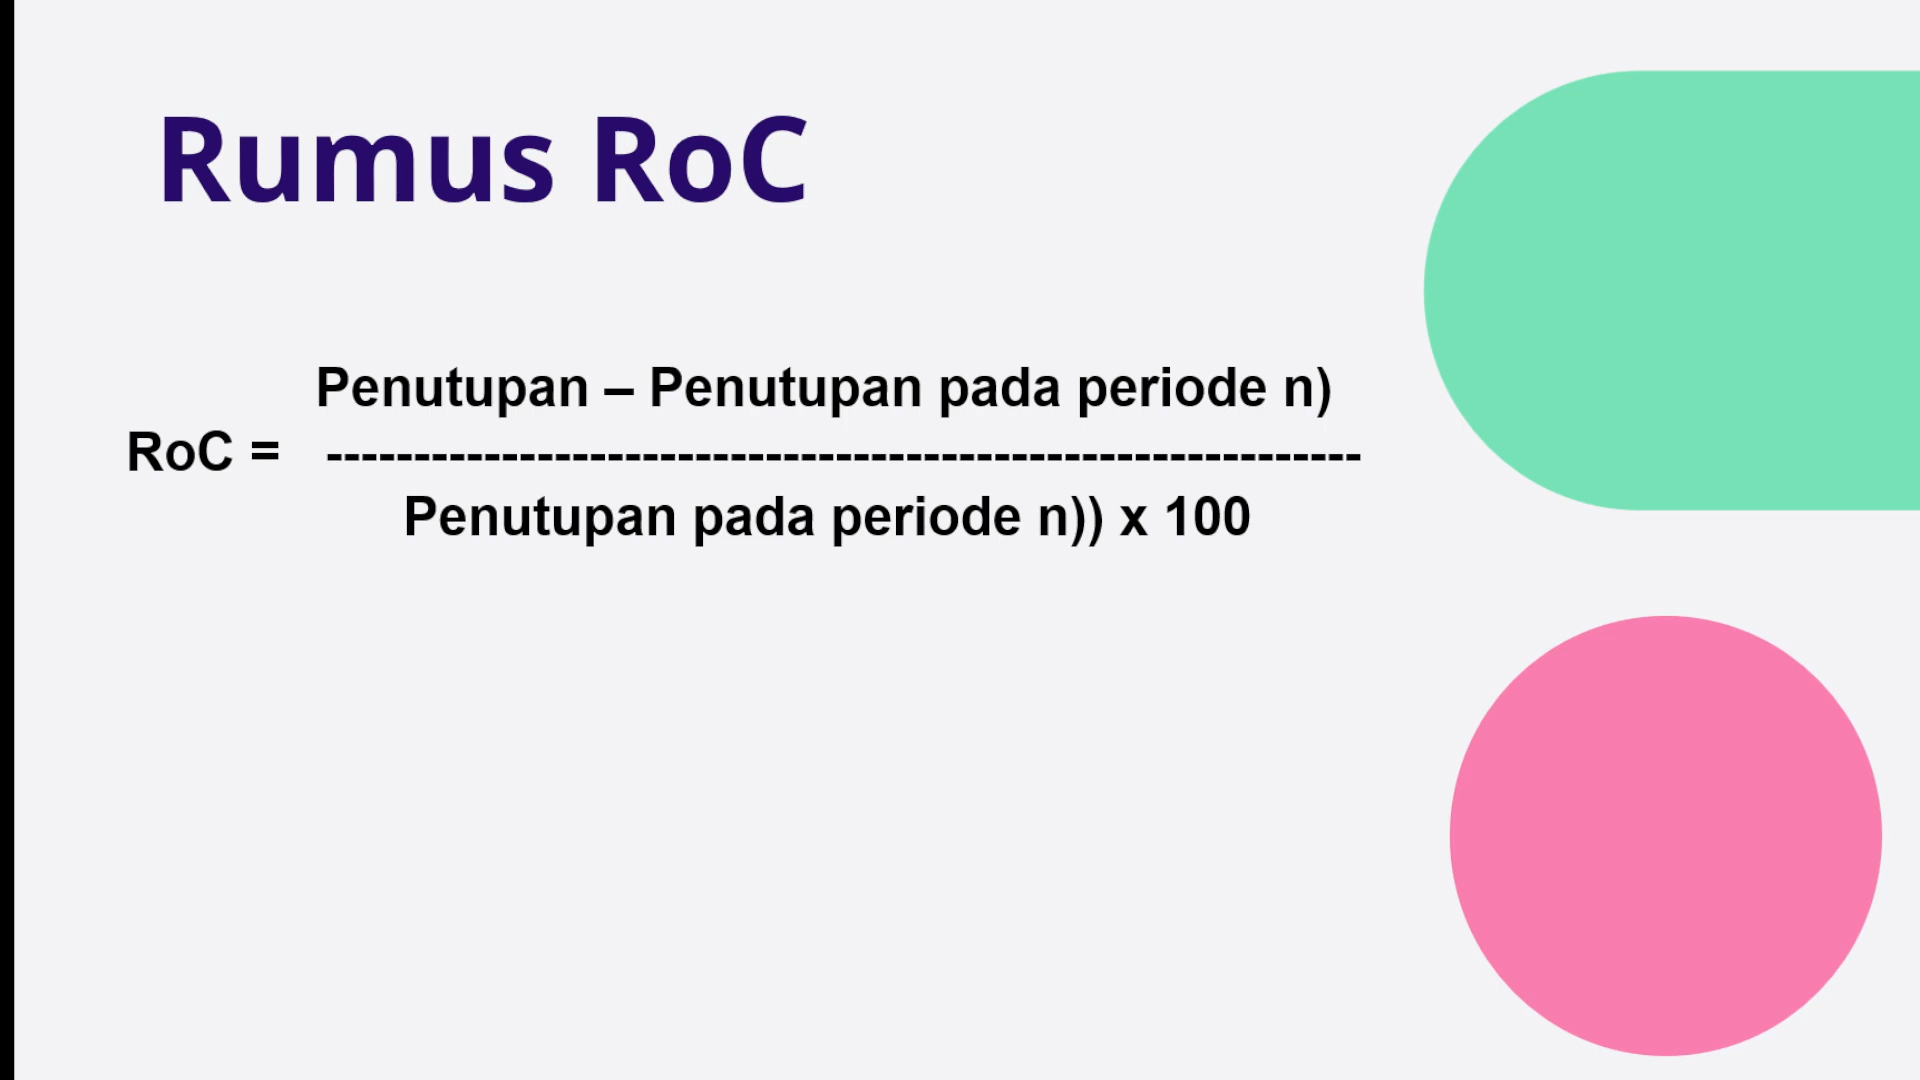 Rumus RoC
Penutupan – Penutupan pada periode n)
RoC = -----------------------------------------------------------
Penutupan pada periode n)) x 100